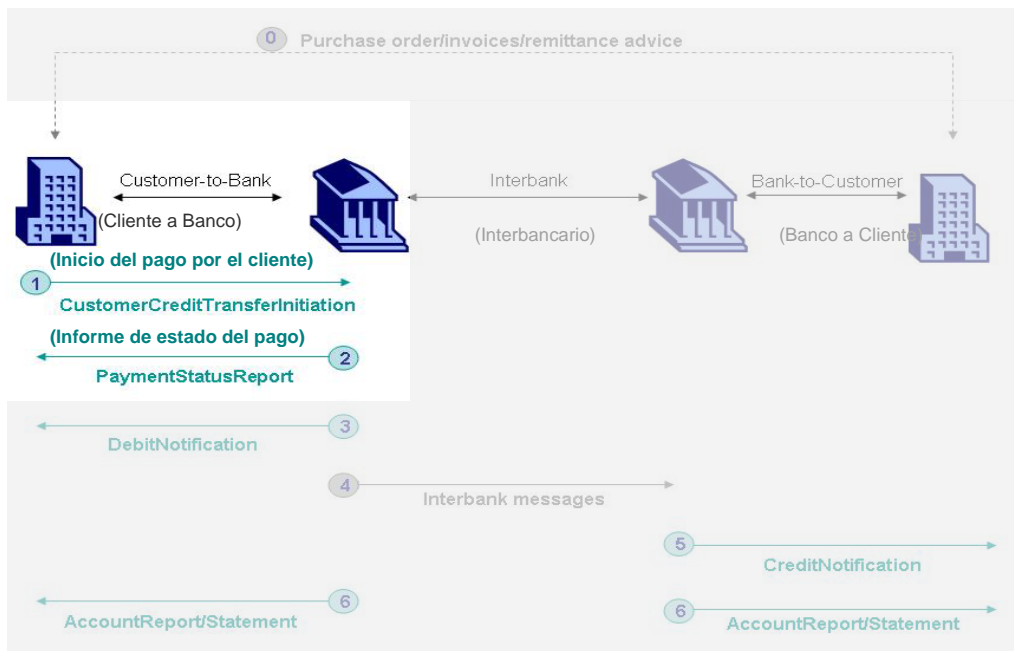 0 Purchase order/invoices/remittance advice
Customer-to-Bank
Interbank
Bank-to-Customer
(Cliente a Banco)
(Interbancario)
(Banco a Cliente)
(Inicio del pago por el cliente)
1
CustomerCreditTransferInitiation
(Informe de estado del pago)
2
PaymentStatusReport
3
DebitNotification
4
Interbank messages
5
CreditNotification
6
AccountReport/Statement
6
AccountReport/Statement